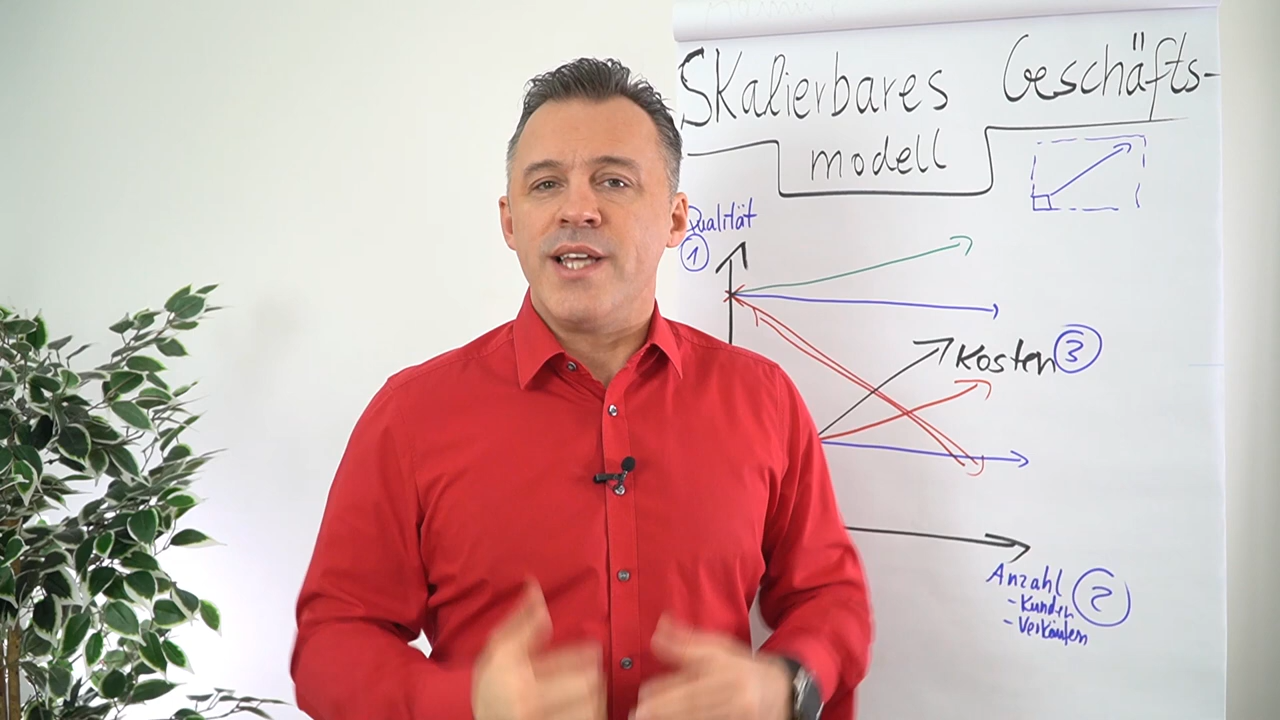 Skalierbares Geschäfts-
modell
Qualität
1
Kosten 3
Anzahl 2
- Kunden
- Verkäufen